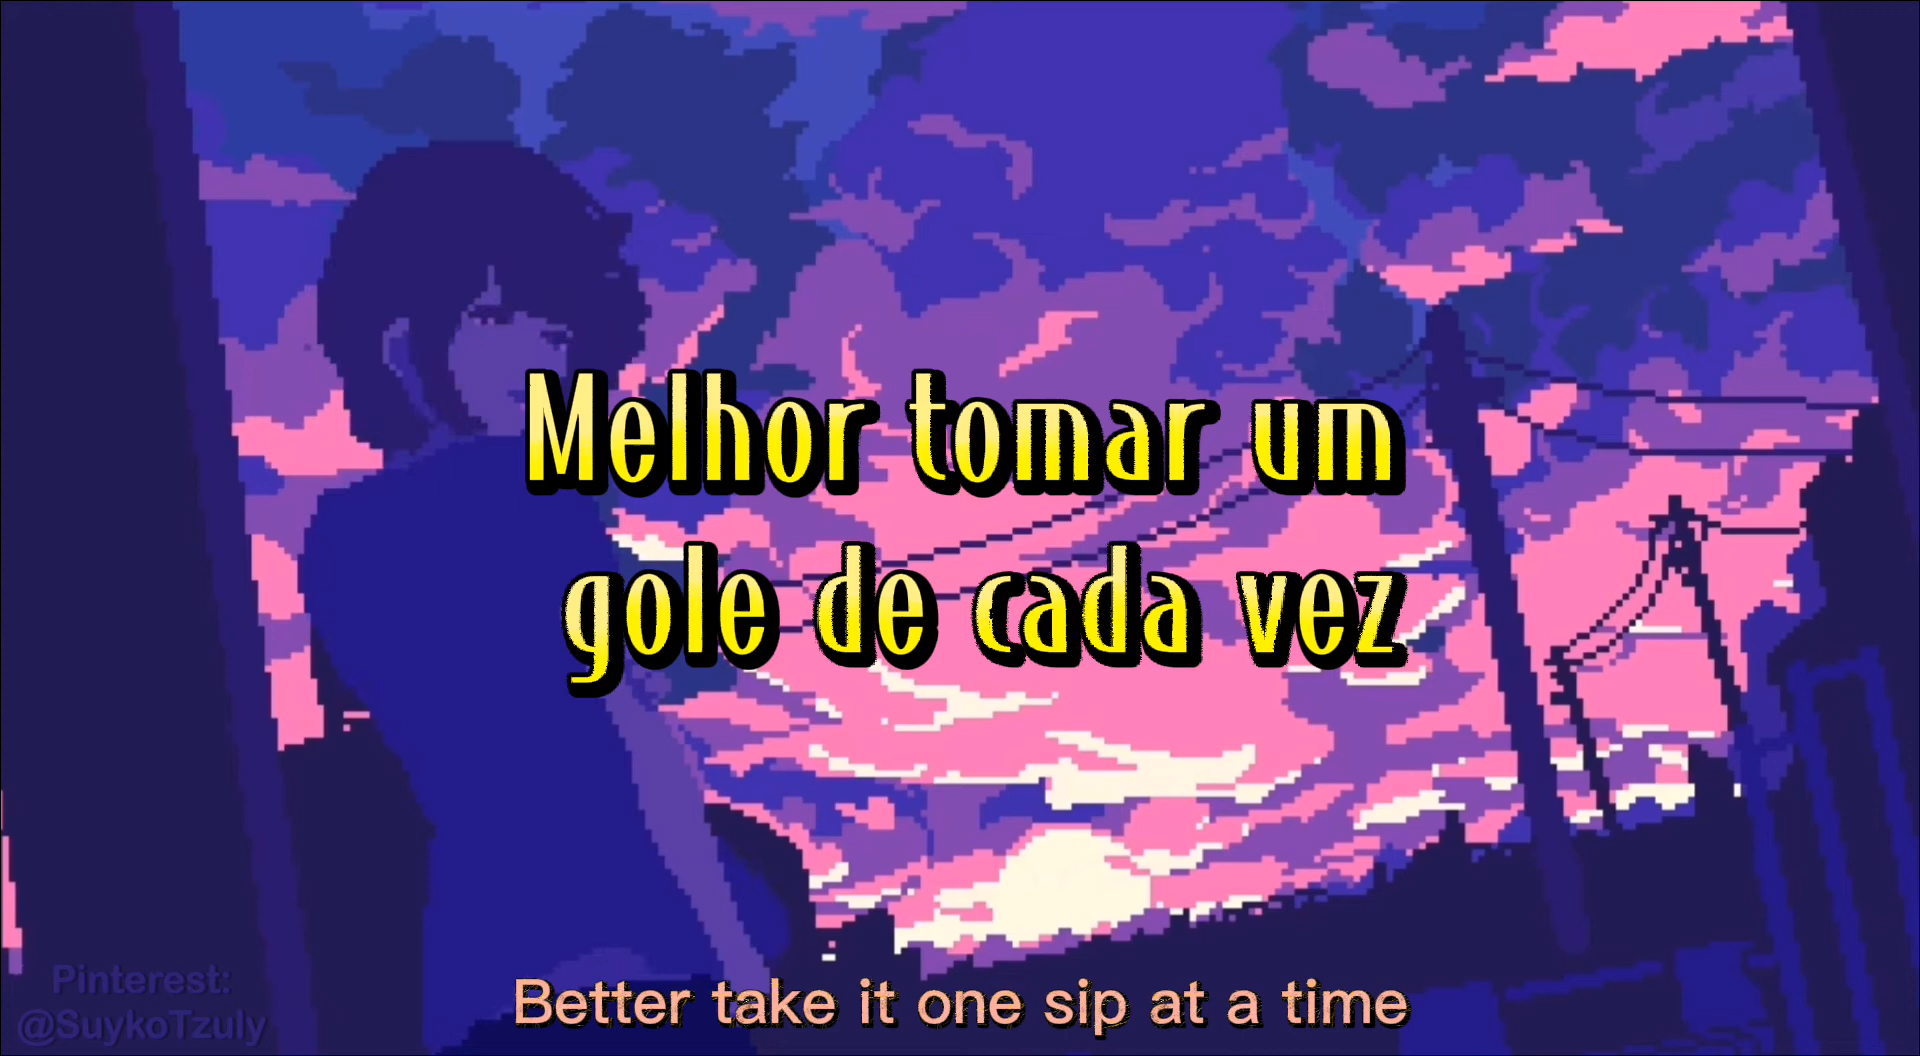 Melhor tomar um
gole de cada vez
Better take it one sip at a time
Pinterest:
@SuykoTzuly